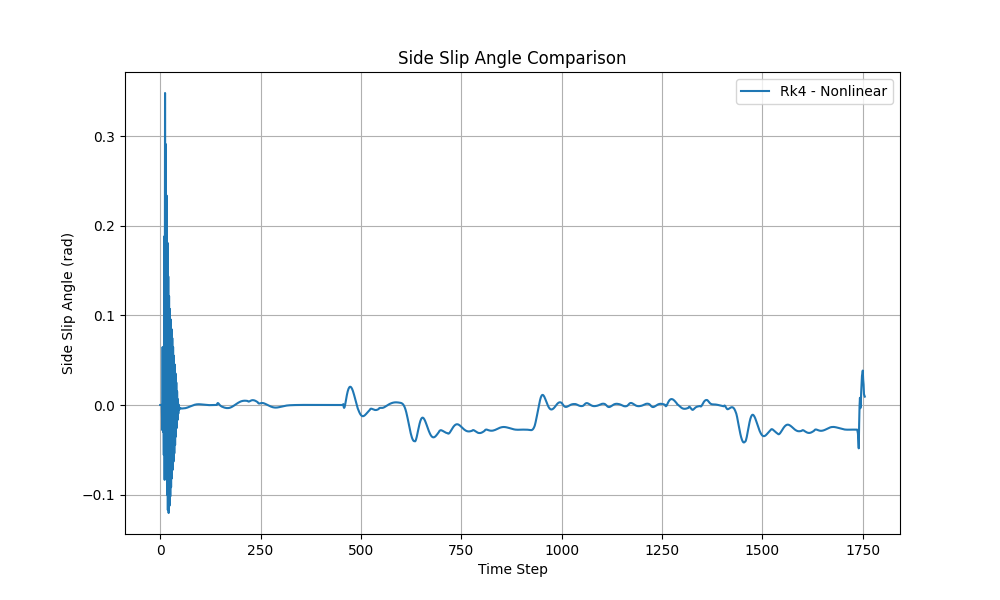 Side Slip Angle Comparison
Rk4 - Nonlinear
Side Slip Angle (rad)
0.3
0.2
0.1
0.0
−0.1
0 250 500 750 1000 1250 1500 1750
Time Step